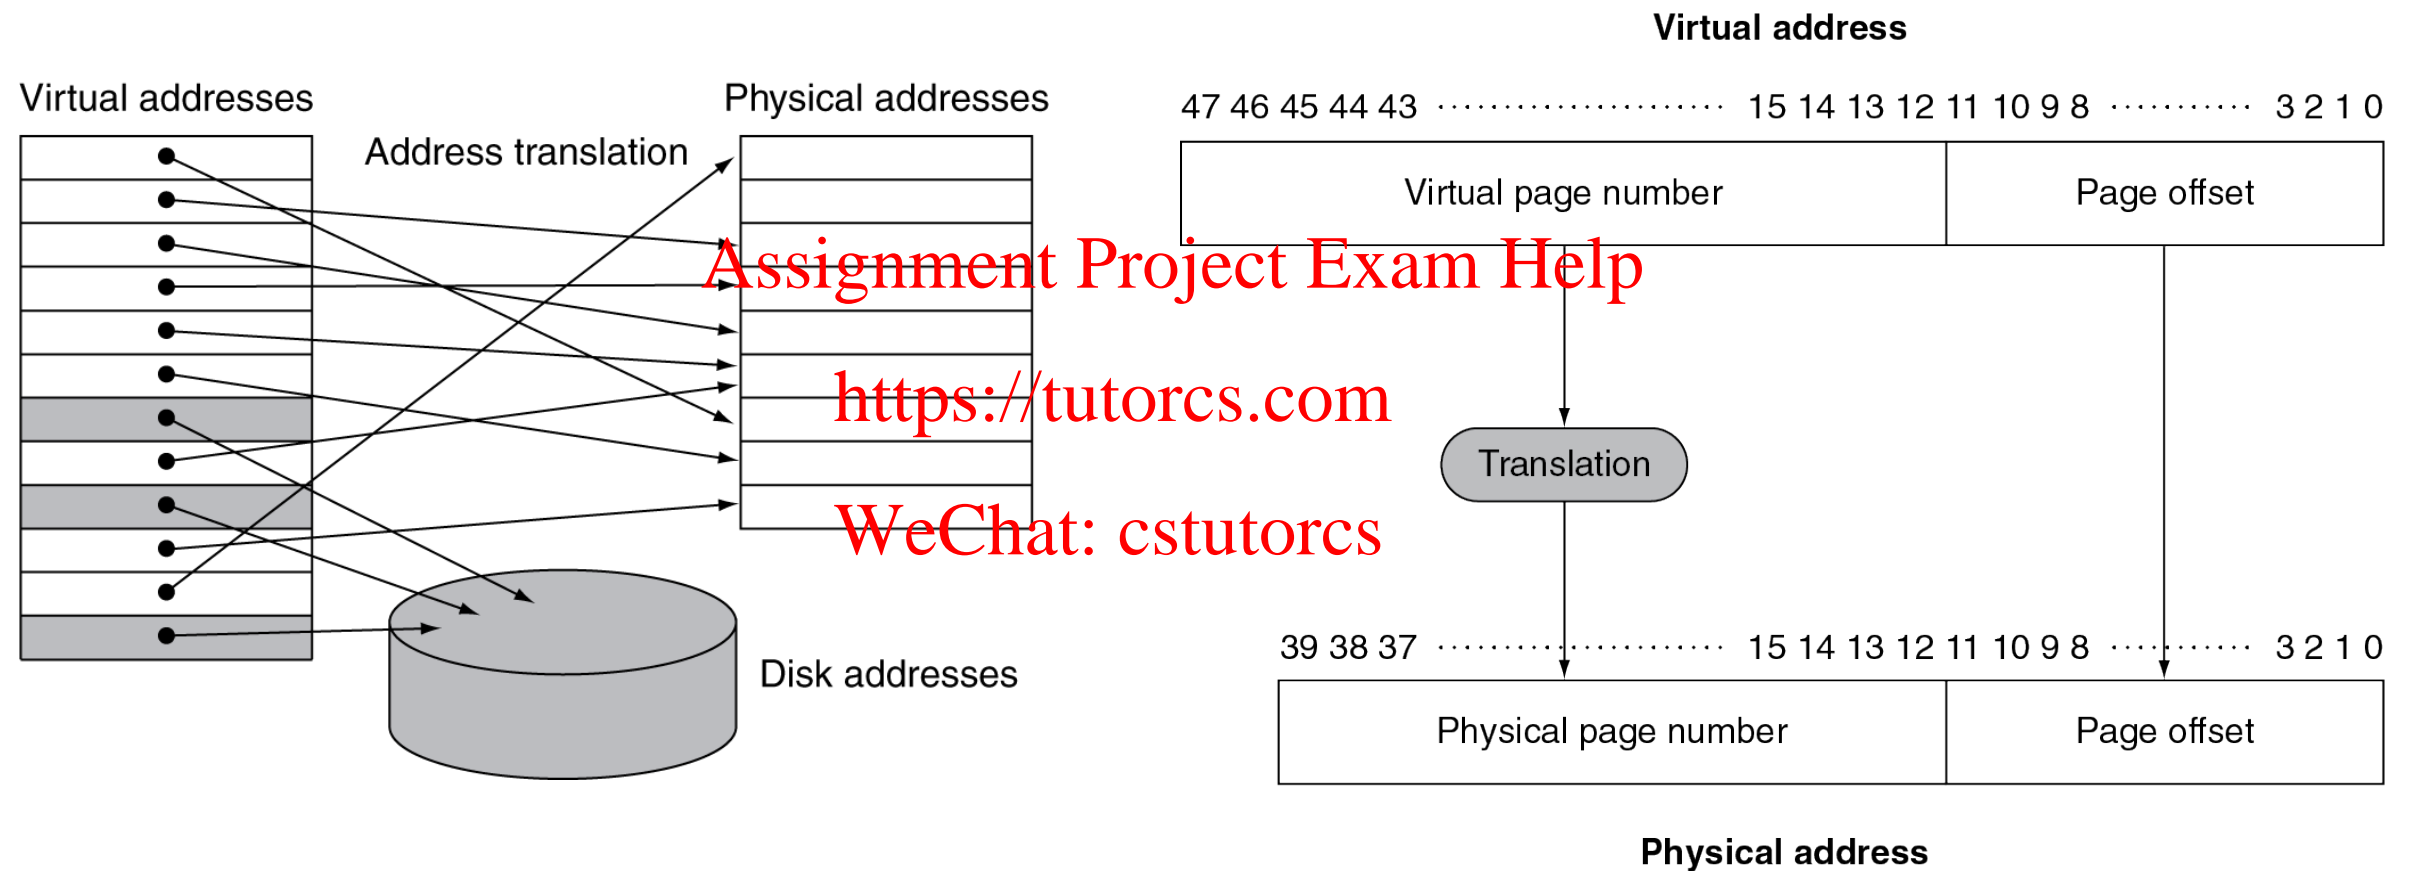 Virtual address
Virtual addresses
Physical addresses
47 46 45 44 43 ........................ 15 14 13 12 11 10 9 8 ........... 3 2 1 0
Address translation
Virtual page number
Page offset
Assignment Project Exam Help
https://tutorcs.com
Translation
WeChat: cstutorcs
39 38 37 ........................ 15 14 13 12 11 10 9 8 ........... 3 2 1 0
Disk addresses
Physical page number
Page offset
Physical address